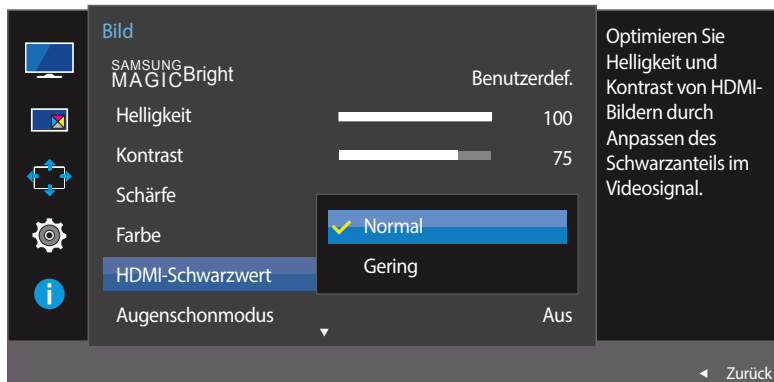 Bild
SAMSUNG
MAGICBright Benutzerdef.
Helligkeit 100
Kontrast 75
Schärfe
Farbe
HDMI-Schwarzwert
Augenschonmodus Aus
Normal
Gering
Optimieren Sie
Helligkeit und
Kontrast von HDMI-
Bildern durch
Anpassen des
Schwarzanteils im
Videosignal.
Zurück